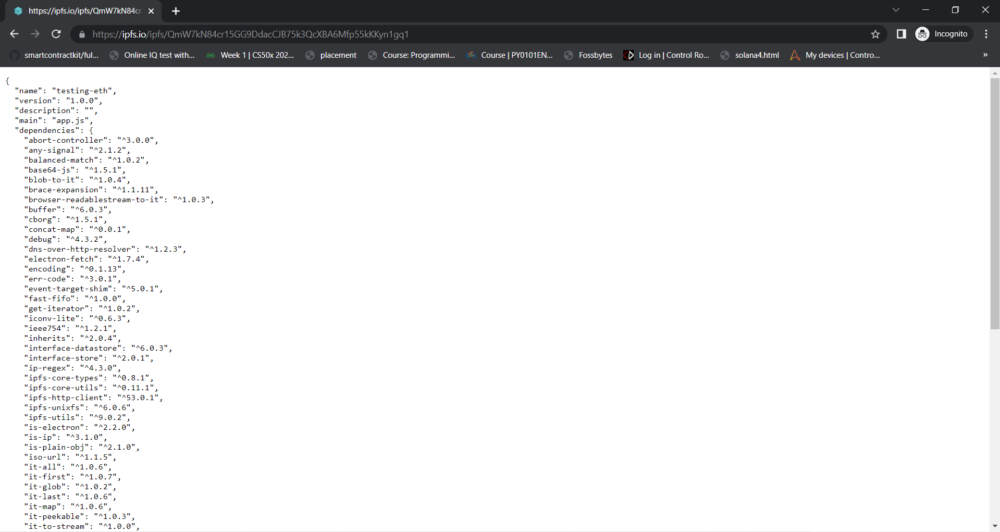 https://ipfs.io/ipfs/QmW7kN84cr
https://ipfs.io/ipfs/QmW7kN84cr15GG9DdacCJB75k3QcXBA6Mfp55kKKyn1gq1
Incognito
smartcontractkit/ful... Online IQ test with... Week 1 | CS50x 202... placement Course: Programmi... Course | PY0101EN... Fossbytes Log in | Control Ro... solana4.html My devices | Contro... »
{
"name": "testing-eth",
"version": "1.0.0",
"description": "",
"main": "app.js",
"dependencies": {
"abort-controller": "^3.0.0",
"any-signal": "^2.1.2",
"balanced-match": "^1.0.2",
"base64-js": "^1.5.1",
"blob-to-it": "^1.0.4",
"brace-expansion": "^1.1.11",
"browser-readablestream-to-it": "^1.0.3",
"buffer": "^6.0.3",
"cborg": "^1.5.1",
"concat-map": "^0.0.1",
"debug": "^4.3.2",
"dns-over-http-resolver": "^1.2.3",
"electron-fetch": "^1.7.4",
"encoding": "^0.1.13",
"err-code": "^3.0.1",
"event-target-shim": "^5.0.1",
"fast-fifo": "^1.0.0",
"get-iterator": "^1.0.2",
"iconv-lite": "^0.6.3",
"ieee754": "^1.2.1",
"inherits": "^2.0.4",
"interface-datastore": "^6.0.3",
"interface-store": "^2.0.1",
"ip-regex": "^4.3.0",
"ipfs-core-types": "^0.8.1",
"ipfs-core-utils": "^0.11.1",
"ipfs-http-client": "^53.0.1",
"ipfs-unixfs": "^6.0.6",
"ipfs-utils": "^9.0.2",
"is-electron": "^2.2.0",
"is-ip": "^3.1.0",
"is-plain-obj": "^2.1.0",
"iso-url": "^1.1.5",
"it-all": "^1.0.6",
"it-first": "^1.0.7",
"it-glob": "^1.0.2",
"it-last": "^1.0.6",
"it-map": "^1.0.6",
"it-peekable": "^1.0.3",
"it-to-stream": "^1.0.0",